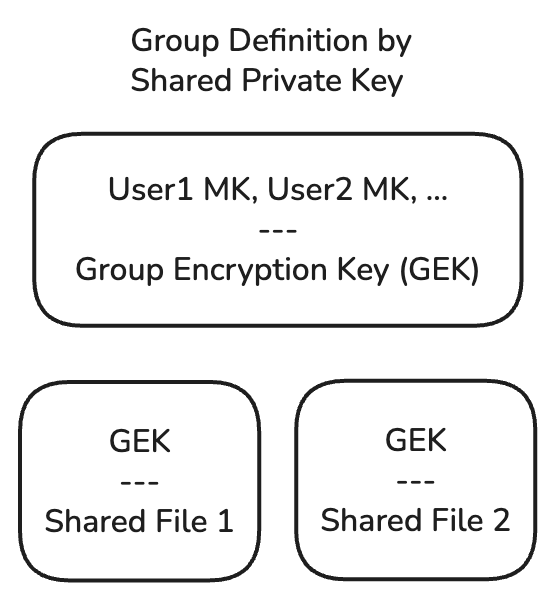 Group Definition by
Shared Private Key
User1 MK, User2 MK, ...
---
Group Encryption Key (GEK)
GEK
---
Shared File 1
GEK
---
Shared File 2